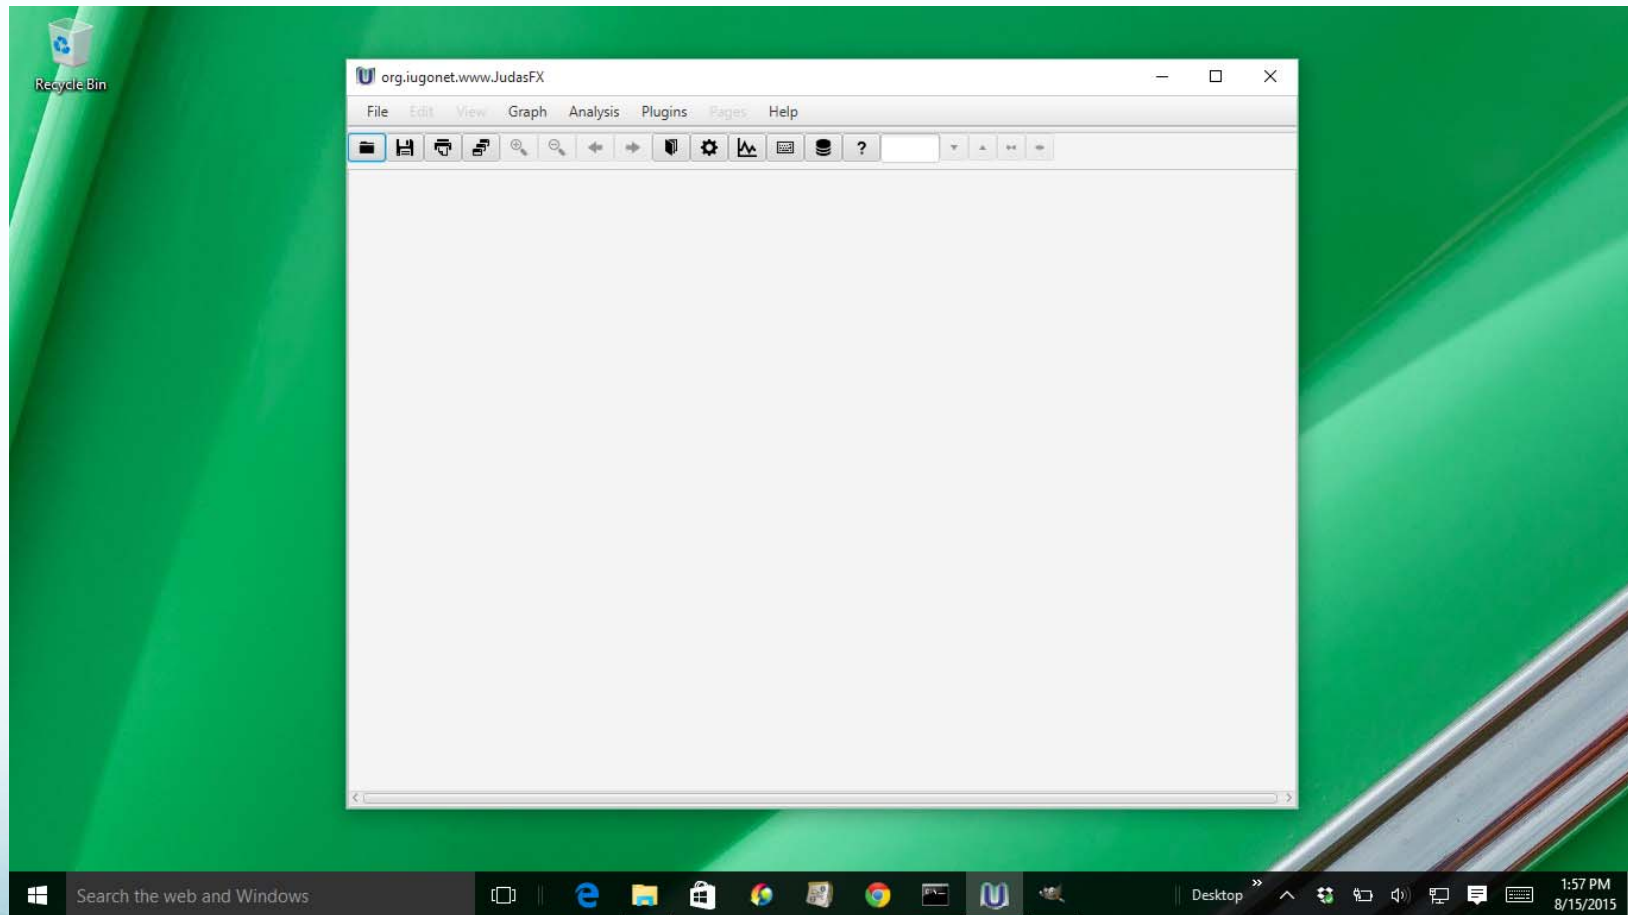 Recycle Bin
org.iugonet.www.JudasFX
File Edit View Graph Analysis Plugins Pages Help
?
Search the web and Windows
Desktop
1:57 PM
8/15/2015